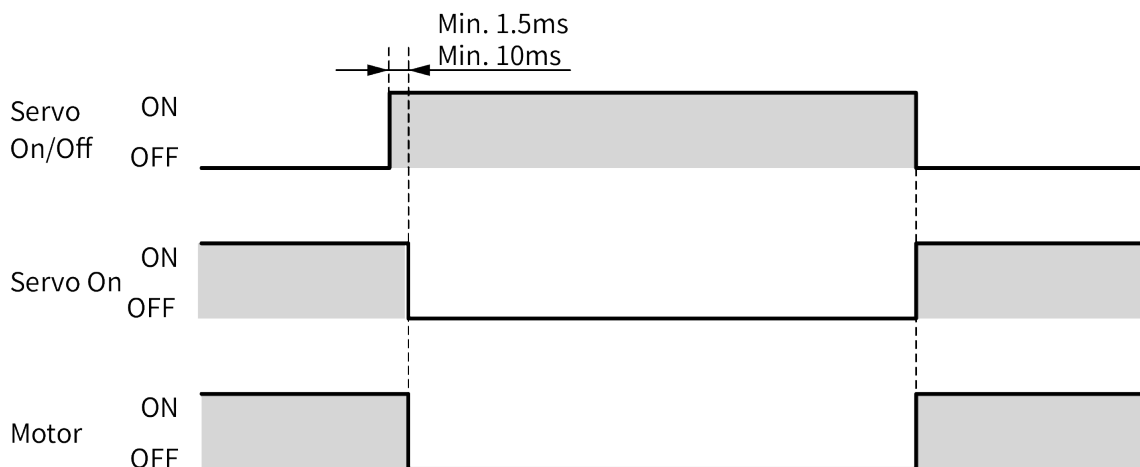 Min. 1.5ms
Min. 10ms
Servo
On/Off
ON
OFF
Servo On
ON
OFF
Motor
ON
OFF